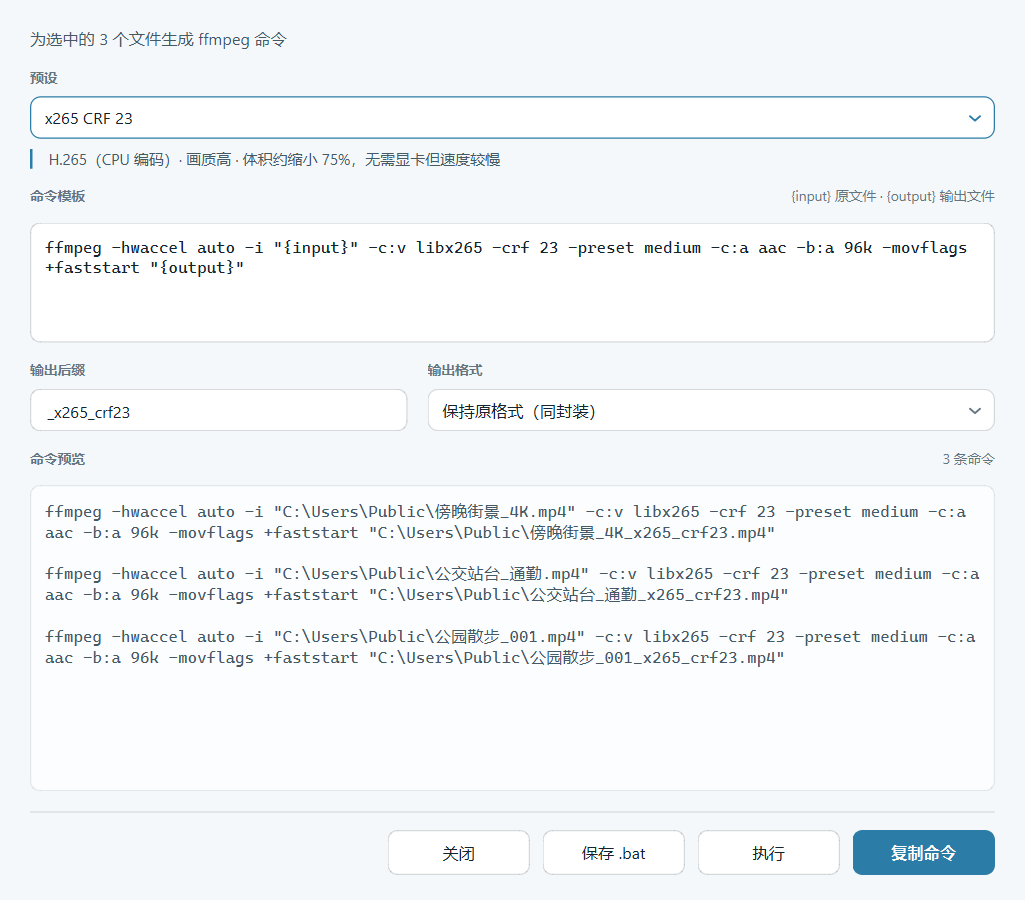 为选中的 3 个文件生成 ffmpeg 命令
预设
x265 CRF 23
H.265（CPU 编码）· 画质高 · 体积约缩小 75%，无需显卡但速度较慢
命令模板
{input} 原文件 · {output} 输出文件
ffmpeg -hwaccel auto -i "{input}" -c:v libx265 -crf 23 -preset medium -c:a aac -b:a 96k -movflags
+faststart "{output}"
输出后缀
输出格式
_x265_crf23
保持原格式（同封装）
命令预览
3 条命令
ffmpeg -hwaccel auto -i "C:\Users\Public\傍晚街景_4K.mp4" -c:v libx265 -crf 23 -preset medium -c:a
aac -b:a 96k -movflags +faststart "C:\Users\Public\傍晚街景_4K_x265_crf23.mp4"
ffmpeg -hwaccel auto -i "C:\Users\Public\公交站台_通勤.mp4" -c:v libx265 -crf 23 -preset medium -c:a
aac -b:a 96k -movflags +faststart "C:\Users\Public\公交站台_通勤_x265_crf23.mp4"
ffmpeg -hwaccel auto -i "C:\Users\Public\公园散步_001.mp4" -c:v libx265 -crf 23 -preset medium -c:a
aac -b:a 96k -movflags +faststart "C:\Users\Public\公园散步_001_x265_crf23.mp4"
关闭
保存 .bat
执行
复制命令